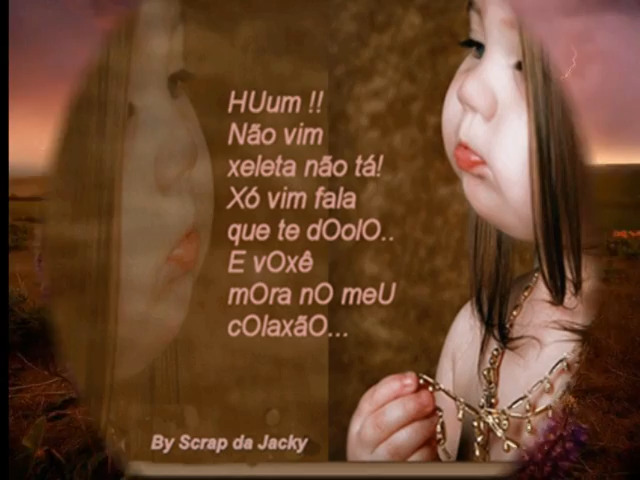 HUum !!
Não vim
xeleta não tá!
Xó vim fala
que te dOolO..
E vOxê
mOra nO meU
cOlaxãO...
By Scrap da Jacky